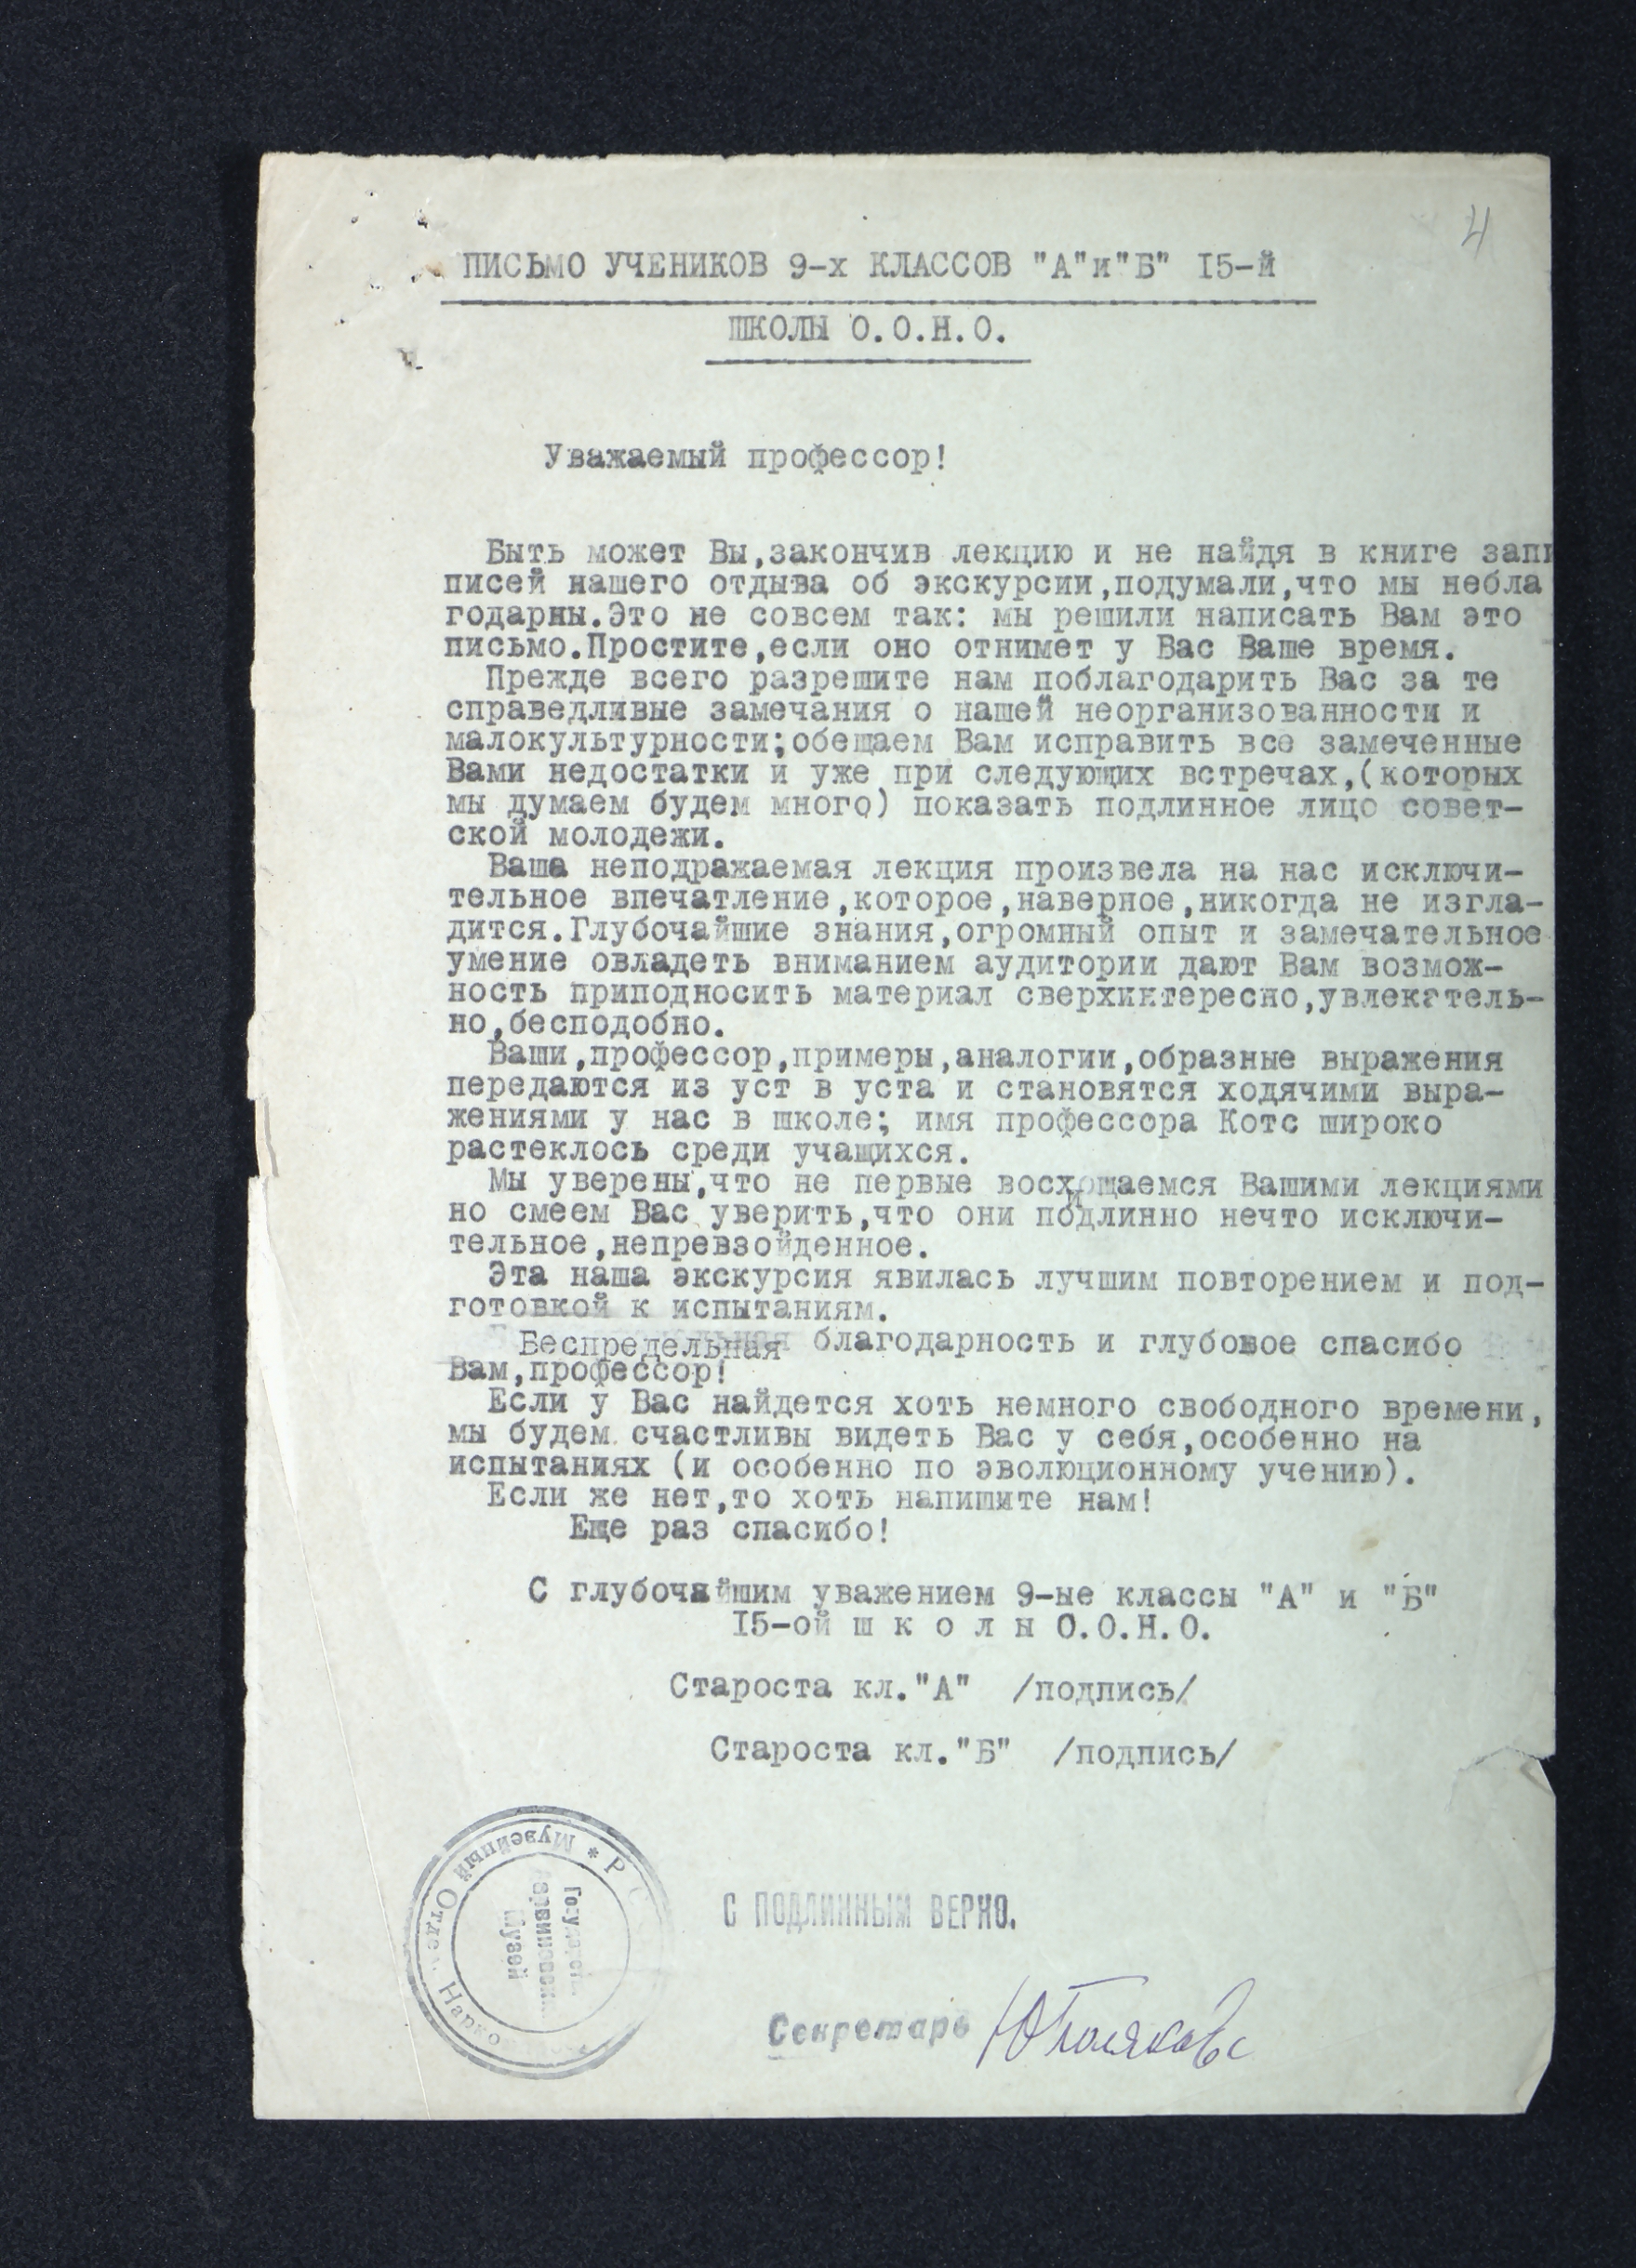 4
ПИСЬМО УЧЕНИКОВ 9-х КЛАССОВ "А"и"Б" I5-й
ШКОЛЫ О.О.Н.О.
Уважаемый профессор!
Быть может Вы,закончив лекцию и не найдя в книге запи
писей нашего отдыва об экскурсии,подумали,что мы небла
годарны.Это не совсем так: мы решили написать Вам это
письмо.Простите,если оно отнимет у Вас Ваше время.
Прежде всего разрешите нам поблагодарить Вас за те
справедливые замечания о нашей неорганизованности и
малокультурности;обещаем Вам исправить все замеченные
Вами недостатки и уже при следующих встречах,(которых
мы думаем будем много) показать подлинное лицо совет-
ской молодежи.
Ваша неподражаемая лекция произвела на нас исключи-
тельное впечатление,которое,наверное,никогда не изгла-
дится.Глубочайшие знания,огромный опыт и замечательное
умение овладеть вниманием аудитории дают Вам возмож-
ность приподносить материал сверхинтересно,увлекатель-
но,бесподобно.
Ваши,профессор,примеры,аналогии,образные выражения
передаются из уст в уста и становятся ходячими выра-
жениями у нас в школе; имя профессора Котс широко
растеклось среди учащихся.
Мы уверены,что не первые восхищаемся Вашими лекциями
но смеем Вас уверить,что они подлинно нечто исключи-
тельное,непревзойденное.
Эта наша экскурсия явилась лучшим повторением и под-
готовкой к испытаниям.
Беспредельная благодарность и глубовое спасибо
Вам,профессор!
Если у Вас найдется хоть немного свободного времени,
мы будем счастливы видеть Вас у себя,особенно на
испытаниях (и особенно по эволюционному учению).
Если же нет,то хоть напишите нам!
Еще раз спасибо!
С глубочайшим уважением 9-ые классы "А" и "Б"
I5-ой ш к о л ы О.О.Н.О.
Староста кл."А" /подпись/
Староста кл."Б" /подпись/
* Р
Музейный Отдел Нарко
Музей
С ПОДЛИННЫМ ВЕРНО.
Секретарь ЮПолякова